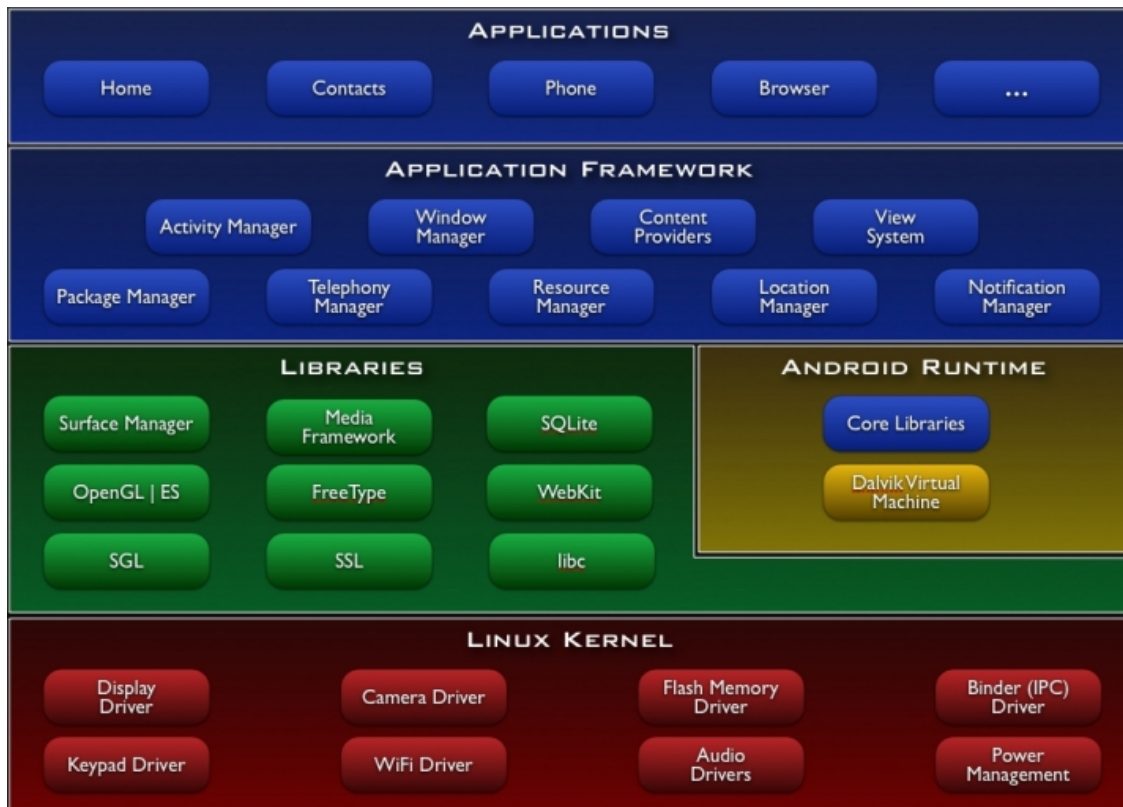 APPLICATIONS
Home
Contacts
Phone
Browser
...
APPLICATION FRAMEWORK
Activity Manager
Window
Manager
Content
Providers
View
System
Package Manager
Telephony
Manager
Resource
Manager
Location
Manager
Notification
Manager
LIBRARIES
Surface Manager
Media
Framework
SQLite
OpenGL | ES
FreeType
WebKit
SGL
SSL
libc
ANDROID RUNTIME
Core Libraries
Dalvik Virtual
Machine
LINUX KERNEL
Display
Driver
Camera Driver
Flash Memory
Driver
Binder (IPC)
Driver
Keypad Driver
WiFi Driver
Audio
Drivers
Power
Management